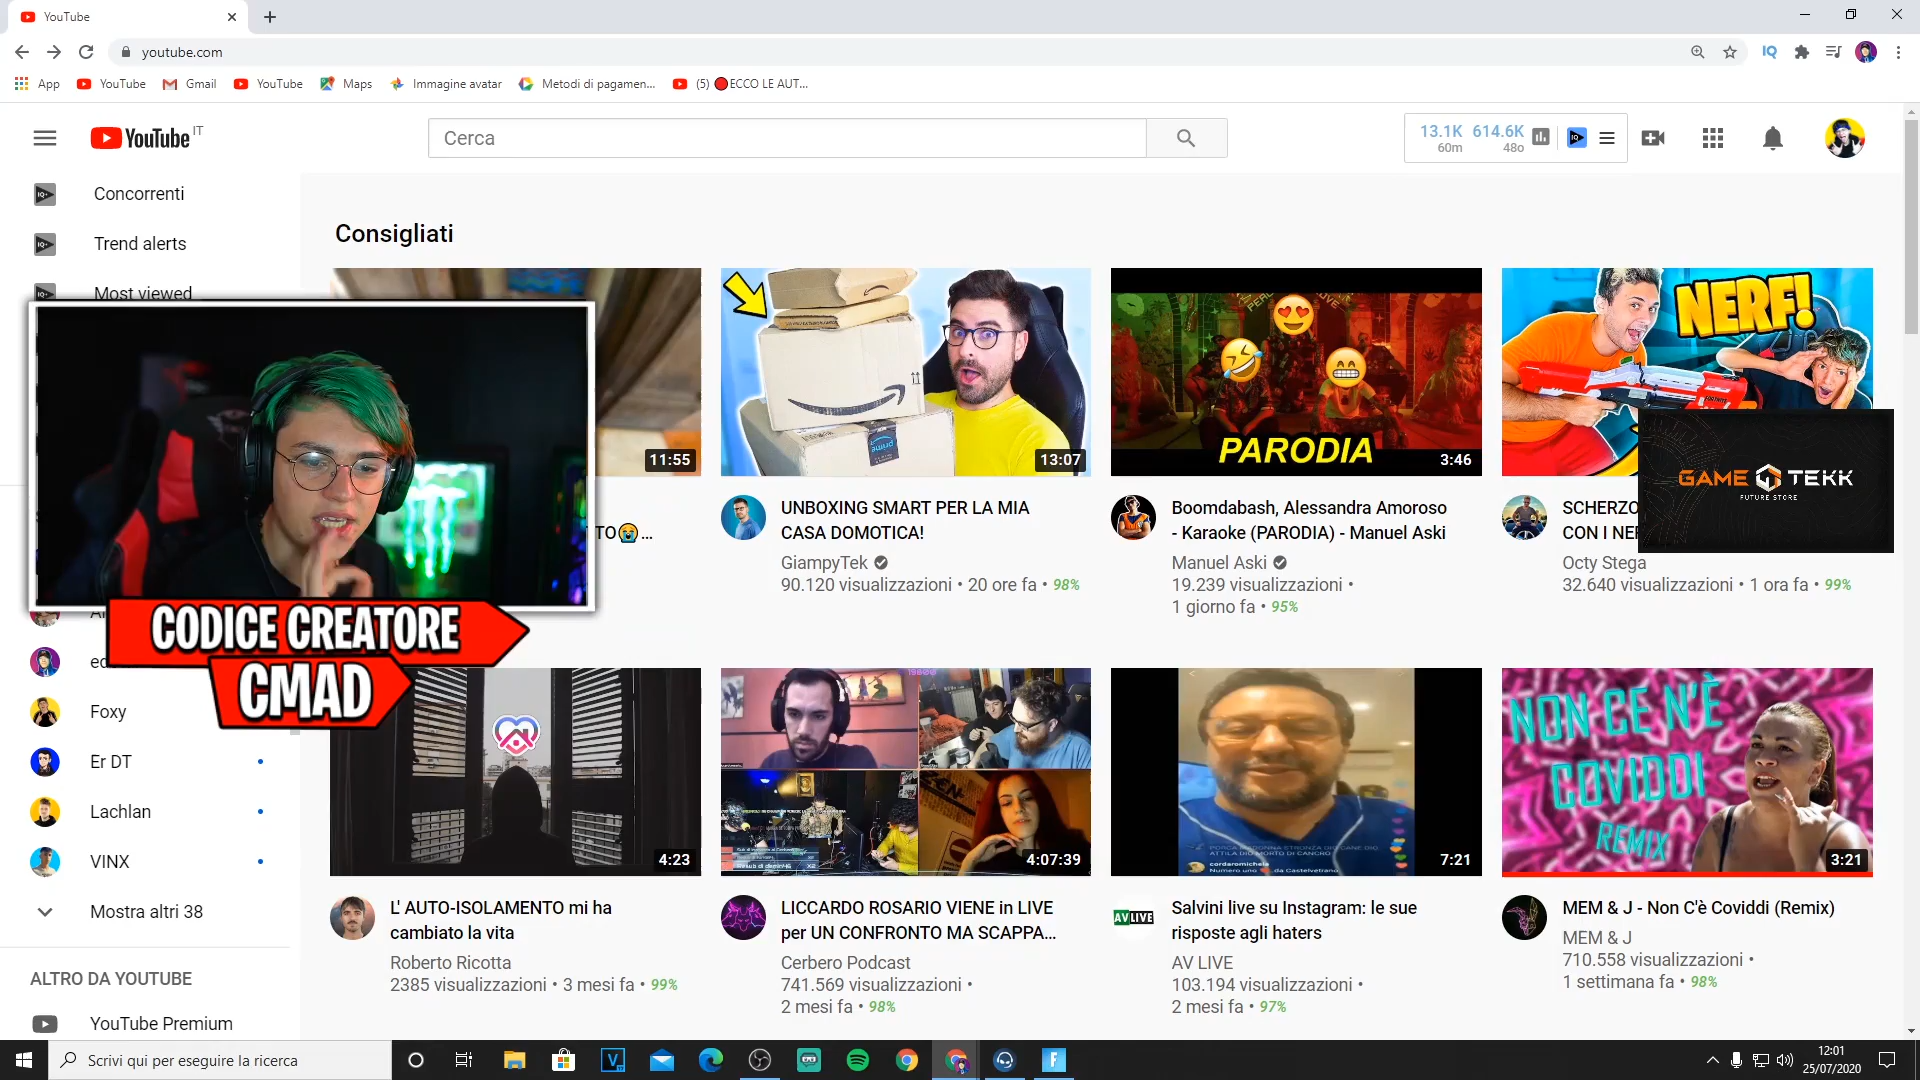 YouTube
youtube.com
App
YouTube
Gmail
YouTube
Maps
Immagine avatar
Metodi di pagamen...
(5) 🔴ECCO LE AUT...
YouTube IT
Cerca
13.1K 614.6K
60m 48o
Concorrenti
Trend alerts
Most viewed
Consigliati
11:55
13:07
PARODIA
3:46
NERF!
GAME TEKK
FUTURE STORE
TO😭...
UNBOXING SMART PER LA MIA
CASA DOMOTICA!
GiampyTek
90.120 visualizzazioni • 20 ore fa • 98%
Boomdabash, Alessandra Amoroso
- Karaoke (PARODIA) - Manuel Aski
Manuel Aski
19.239 visualizzazioni •
1 giorno fa • 95%
SCHERZO
CON I NE
Octy Stega
32.640 visualizzazioni • 1 ora fa • 99%
CODICE CREATORE
CMAD
Foxy
Er DT
Lachlan
VINX
Mostra altri 38
ALTRO DA YOUTUBE
YouTube Premium
4:23
4:07:39
7:21
NON CE N'È
COVIDDI
REMIX
3:21
L' AUTO-ISOLAMENTO mi ha
cambiato la vita
Roberto Ricotta
2385 visualizzazioni • 3 mesi fa • 99%
LICCARDO ROSARIO VIENE in LIVE
per UN CONFRONTO MA SCAPPA...
Cerbero Podcast
741.569 visualizzazioni •
2 mesi fa • 98%
AV LIVE
Salvini live su Instagram: le sue
risposte agli haters
AV LIVE
103.194 visualizzazioni •
2 mesi fa • 97%
MEM & J - Non C'è Coviddi (Remix)
MEM & J
710.558 visualizzazioni •
1 settimana fa • 98%
Scrivi qui per eseguire la ricerca
12:01
25/07/2020